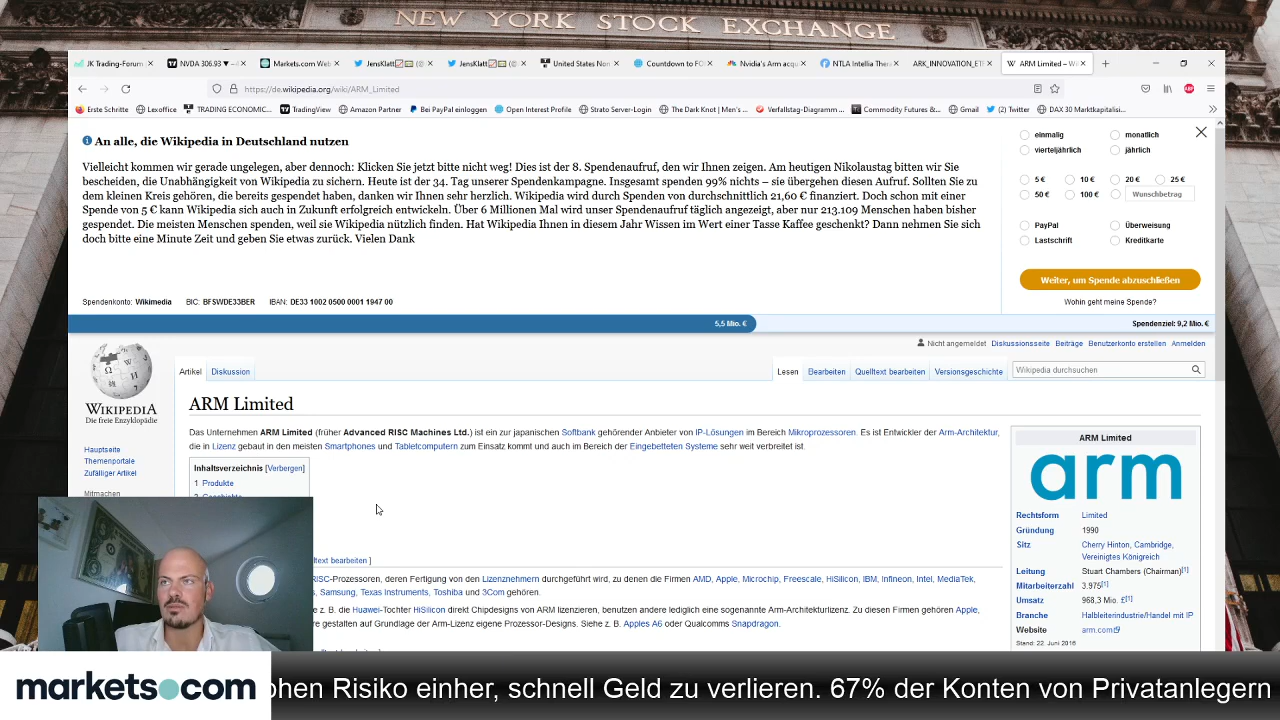 NEW YORK STOCK EXCHANGE
JK Trading-Forum
NVDA 306.93 ▼
Markets.com Web
JensKlatt
JensKlatt
United States Non
Countdown to FO
Nvidia's Arm acqu
NTLA Intellia Ther
ARK_INNOVATION_ET
ARM Limited – W
https://de.wikipedia.org/wiki/ARM_Limited
Erste Schritte
Lexoffice
TRADING ECONOMIC...
TradingView
Amazon Partner
Bei PayPal einloggen
Open Interest Profile
Strato Server-Login
The Dark Knot | Men's ...
Verfallstag-Diagramm ...
Commodity Futures &...
Gmail
(2) Twitter
DAX 30 Marktkapitalisi...
An alle, die Wikipedia in Deutschland nutzen
Vielleicht kommen wir gerade ungelegen, aber dennoch: Klicken Sie jetzt bitte nicht weg! Dies ist der 8. Spendenaufruf, den wir Ihnen zeigen. Am heutigen Nikolaustag bitten wir Sie
bescheiden, die Unabhängigkeit von Wikipedia zu sichern. Heute ist der 34. Tag unserer Spendenkampagne. Insgesamt spenden 99% nichts – sie übergehen diesen Aufruf. Sollten Sie zu
dem kleinen Kreis gehören, die bereits gespendet haben, danken wir Ihnen sehr herzlich. Wikipedia wird durch Spenden von durchschnittlich 21,60 € finanziert. Doch schon mit einer
Spende von 5 € kann Wikipedia sich auch in Zukunft erfolgreich entwickeln. Über 6 Millionen Mal wird unser Spendenaufruf täglich angezeigt, aber nur 213.109 Menschen haben bisher
gespendet. Die meisten Menschen spenden, weil sie Wikipedia nützlich finden. Hat Wikipedia Ihnen in diesem Jahr Wissen im Wert einer Tasse Kaffee geschenkt? Dann nehmen Sie sich
doch bitte eine Minute Zeit und geben Sie etwas zurück. Vielen Dank
Spendenkonto: Wikimedia BIC: BFSWDE33BER IBAN: DE33 1002 0500 0001 1947 00
einmalig monatlich
vierteljährlich jährlich
5 € 10 € 20 € 25 €
50 € 100 € Wunschbetrag
PayPal Überweisung
Lastschrift Kreditkarte
Weiter, um Spende abzuschließen
Wohin geht meine Spende?
5,5 Mio. € Spendenziel: 9,2 Mio. €
Nicht angemeldet Diskussionsseite Beiträge Benutzerkonto erstellen Anmelden
Artikel Diskussion Lesen Bearbeiten Quelltext bearbeiten Versionsgeschichte Wikipedia durchsuchen
WIKIPEDIA
Die freie Enzyklopädie
Hauptseite
Themenportale
Zufälliger Artikel
Mitmachen
ARM Limited
Das Unternehmen ARM Limited (früher Advanced RISC Machines Ltd.) ist ein zur japanischen Softbank gehörender Anbieter von IP-Lösungen im Bereich Mikroprozessoren. Es ist Entwickler der Arm-Architektur,
die in Lizenz gebaut in den meisten Smartphones und Tabletcomputern zum Einsatz kommt und auch im Bereich der Eingebetteten Systeme sehr weit verbreitet ist.
Inhaltsverzeichnis [Verbergen]
1 Produkte
2 Geschichte
ltext bearbeiten ]
RISC-Prozessoren, deren Fertigung von den Lizenznehmern durchgeführt wird, zu denen die Firmen AMD, Apple, Microchip, Freescale, HiSilicon, IBM, Infineon, Intel, MediaTek,
s, Samsung, Texas Instruments, Toshiba und 3Com gehören.
e z. B. die Huawei-Tochter HiSilicon direkt Chipdesigns von ARM lizenzieren, benutzen andere lediglich eine sogenannte Arm-Architekturlizenz. Zu diesen Firmen gehören Apple,
re gestalten auf Grundlage der Arm-Lizenz eigene Prozessor-Designs. Siehe z. B. Apples A6 oder Qualcomms Snapdragon.
ARM Limited
arm
Rechtsform Limited
Gründung 1990
Sitz Cherry Hinton, Cambridge,
Vereinigtes Königreich
Leitung Stuart Chambers (Chairman)[1]
Mitarbeiterzahl 3.975[1]
Umsatz 968,3 Mio. £[1]
Branche Halbleiterindustrie/Handel mit IP
Website arm.com
Stand: 22. Juni 2016
markets.com
ohen Risiko einher, schnell Geld zu verlieren. 67% der Konten von Privatanlegern